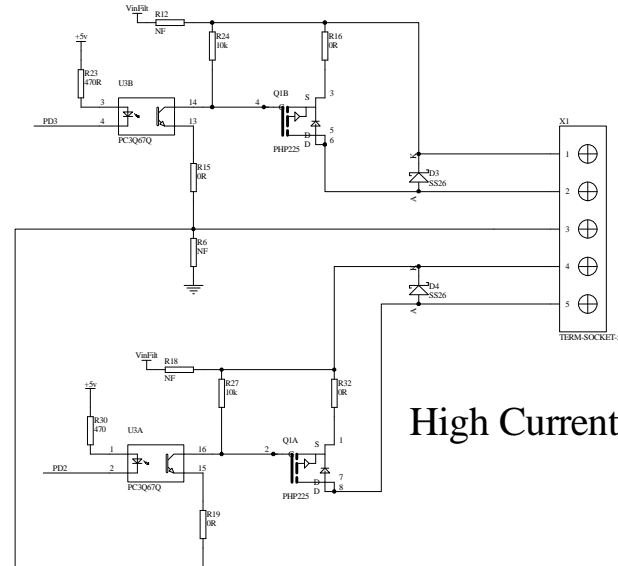 VinFilt
R12
NF
+5v
R24
10k
R16
0R
R23
470R
U3B
Q1B
S
3
X1
3
14
4
G
4
13
D
5
D
6
PD3
PC3Q67Q
PHP225
K
D3
SS26
A
1
2
3
4
5
R15
0R
R6
NF
K
D4
SS26
A
TERM-SOCKET-
VinFilt
R18
NF
+5v
R27
10k
R32
0R
High Current
R30
470
U3A
Q1A
S
1
1
16
2
G
2
15
D
7
D
8
PD2
PC3Q67Q
PHP225
R19
0R